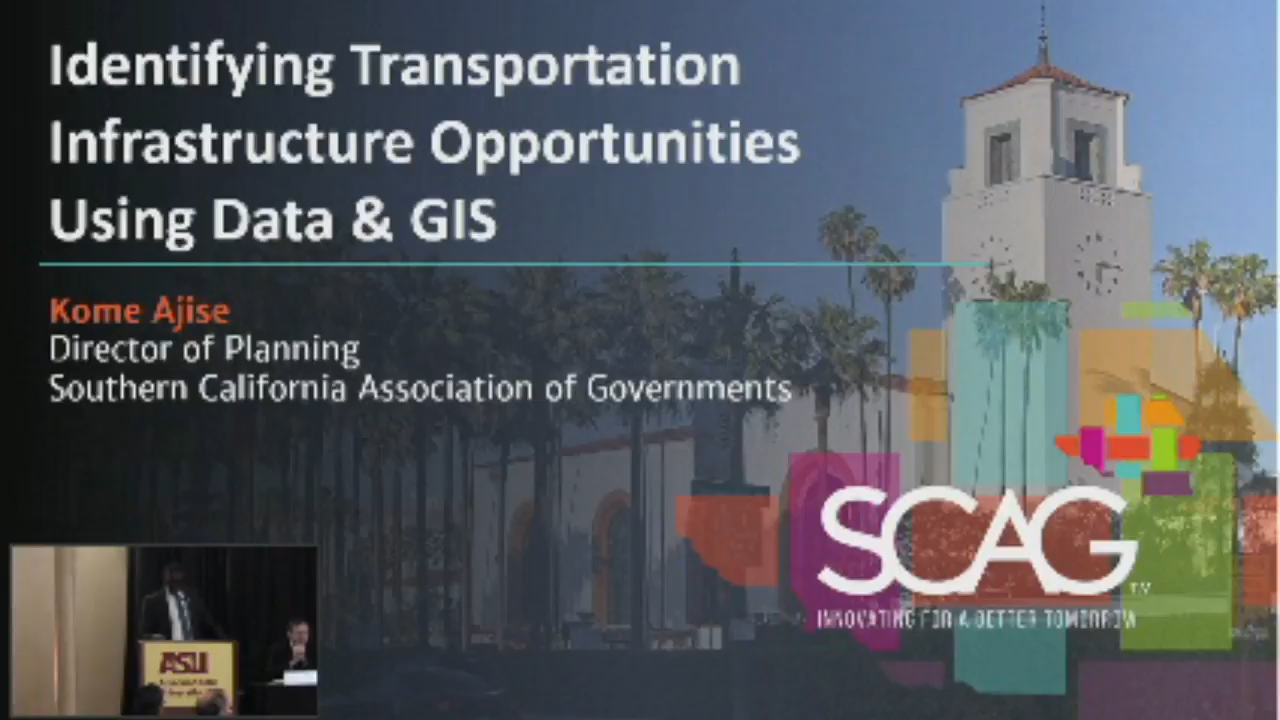 Identifying Transportation
Infrastructure Opportunities
Using Data & GIS
Kome Ajise
Director of Planning
Southern California Association of Governments
SCAG
TM
INNOVATING FOR A BETTER TOMORROW
ASU